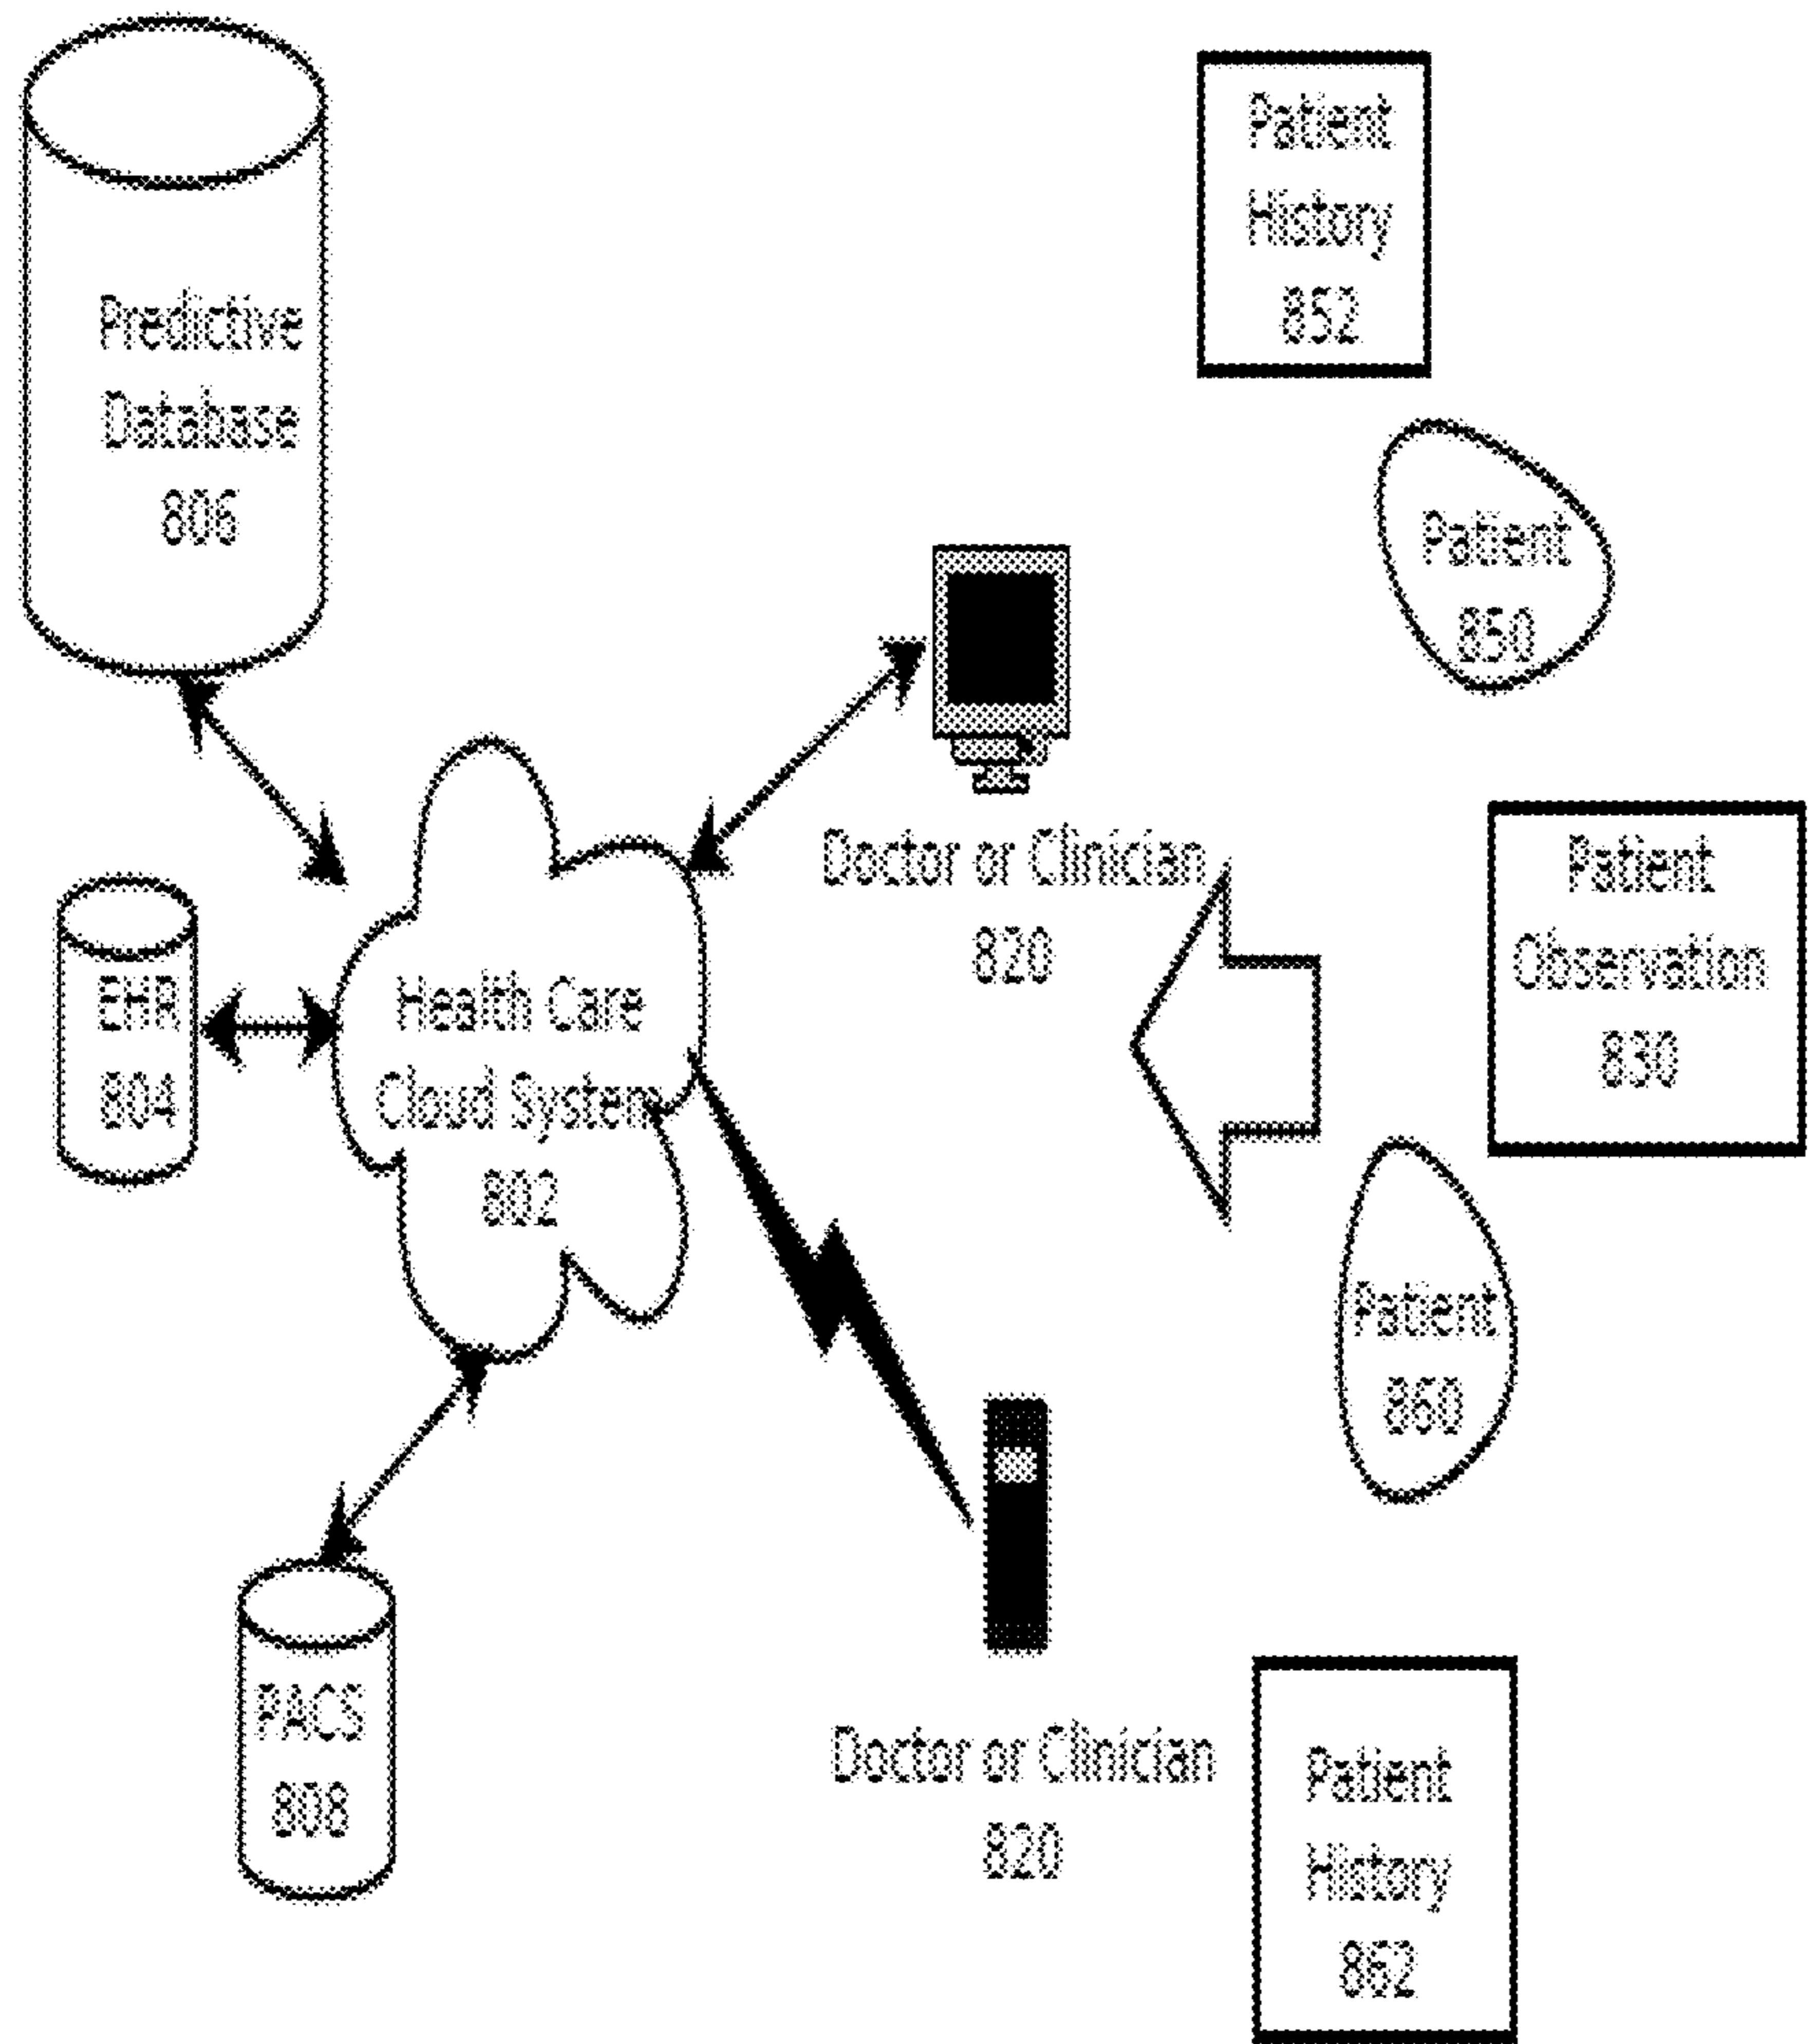 Predictive
Database
806
EHR
804
Health Care
Cloud System
802
PACS
808
Doctor or Clinician
820
Doctor or Clinician
820
Patient
History
852
Patient
850
Patient
Observation
830
Patient
860
Patient
History
862